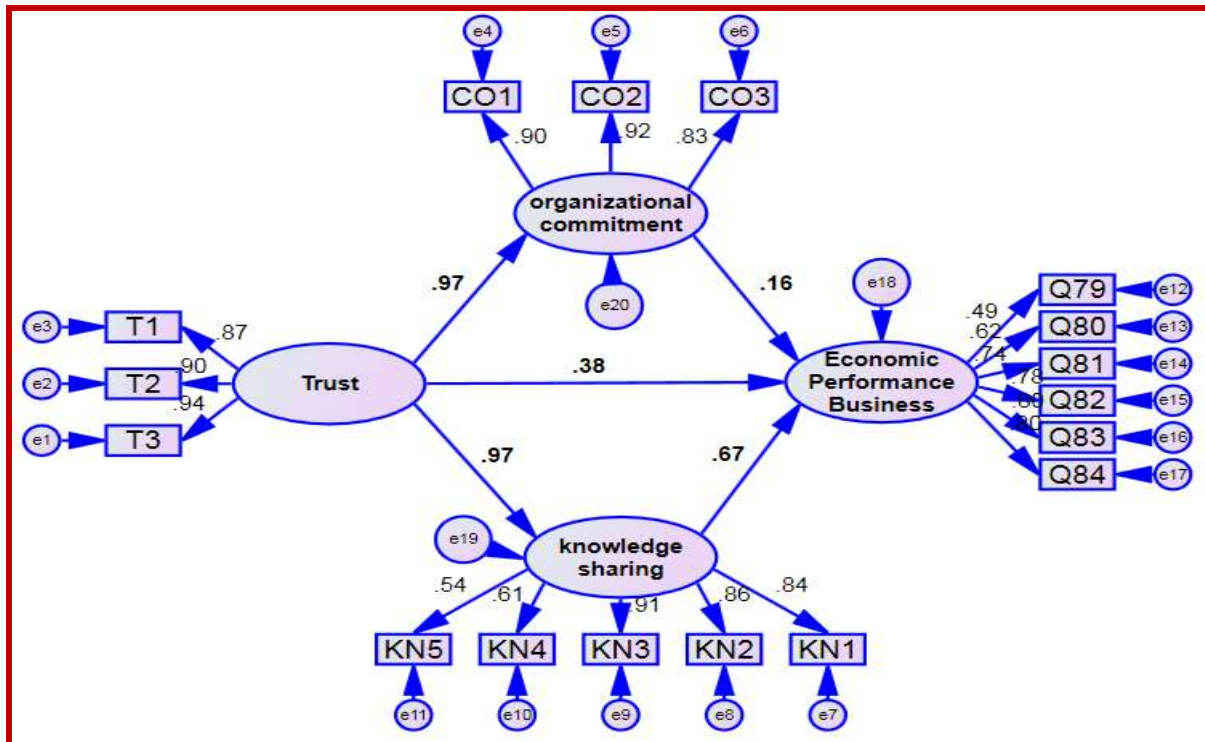 e4
e5
e6
CO1
CO2
CO3
.90
.92
.83
organizational
commitment
e20
.97
.16
e18
e3
T1
.87
e2
T2
.90
e1
T3
.94
Trust
.38
Economic
Performance
Business
.49
.62
.74
.78
.80
Q79
e12
Q80
e13
Q81
e14
Q82
e15
Q83
e16
Q84
e17
.97
.67
e19
knowledge
sharing
.54
.61
.91
.86
.84
KN5
KN4
KN3
KN2
KN1
e11
e10
e9
e8
e7